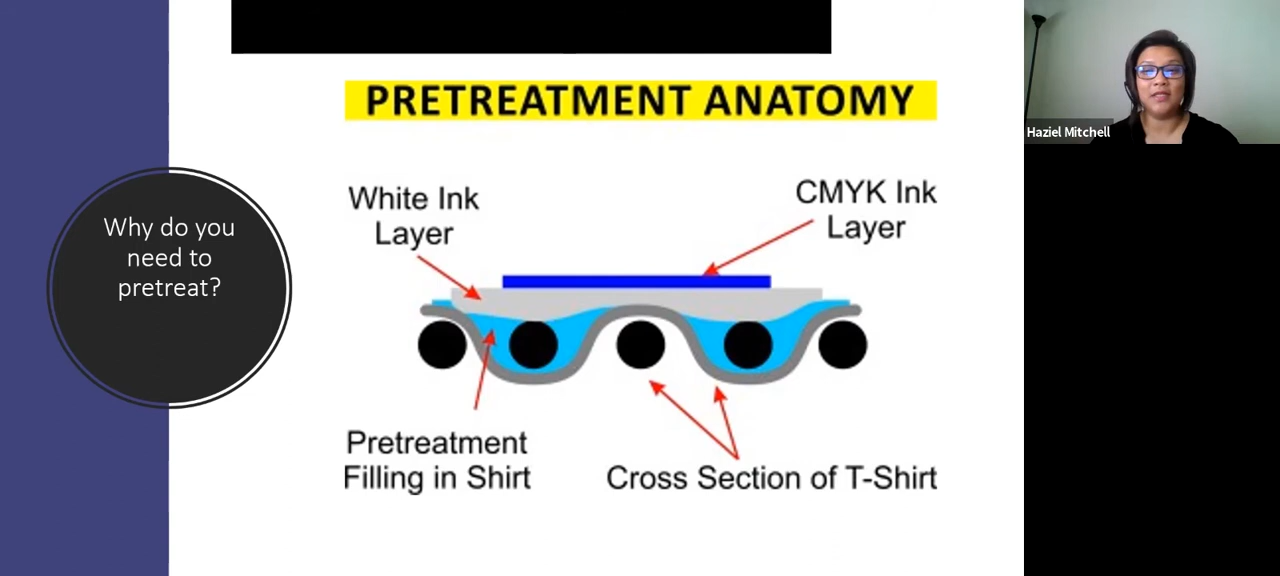 PRETREATMENT ANATOMY
Why do you
need to
pretreat?
White Ink
Layer
CMYK Ink
Layer
Pretreatment
Filling in Shirt
Cross Section of T-Shirt
Haziel Mitchell